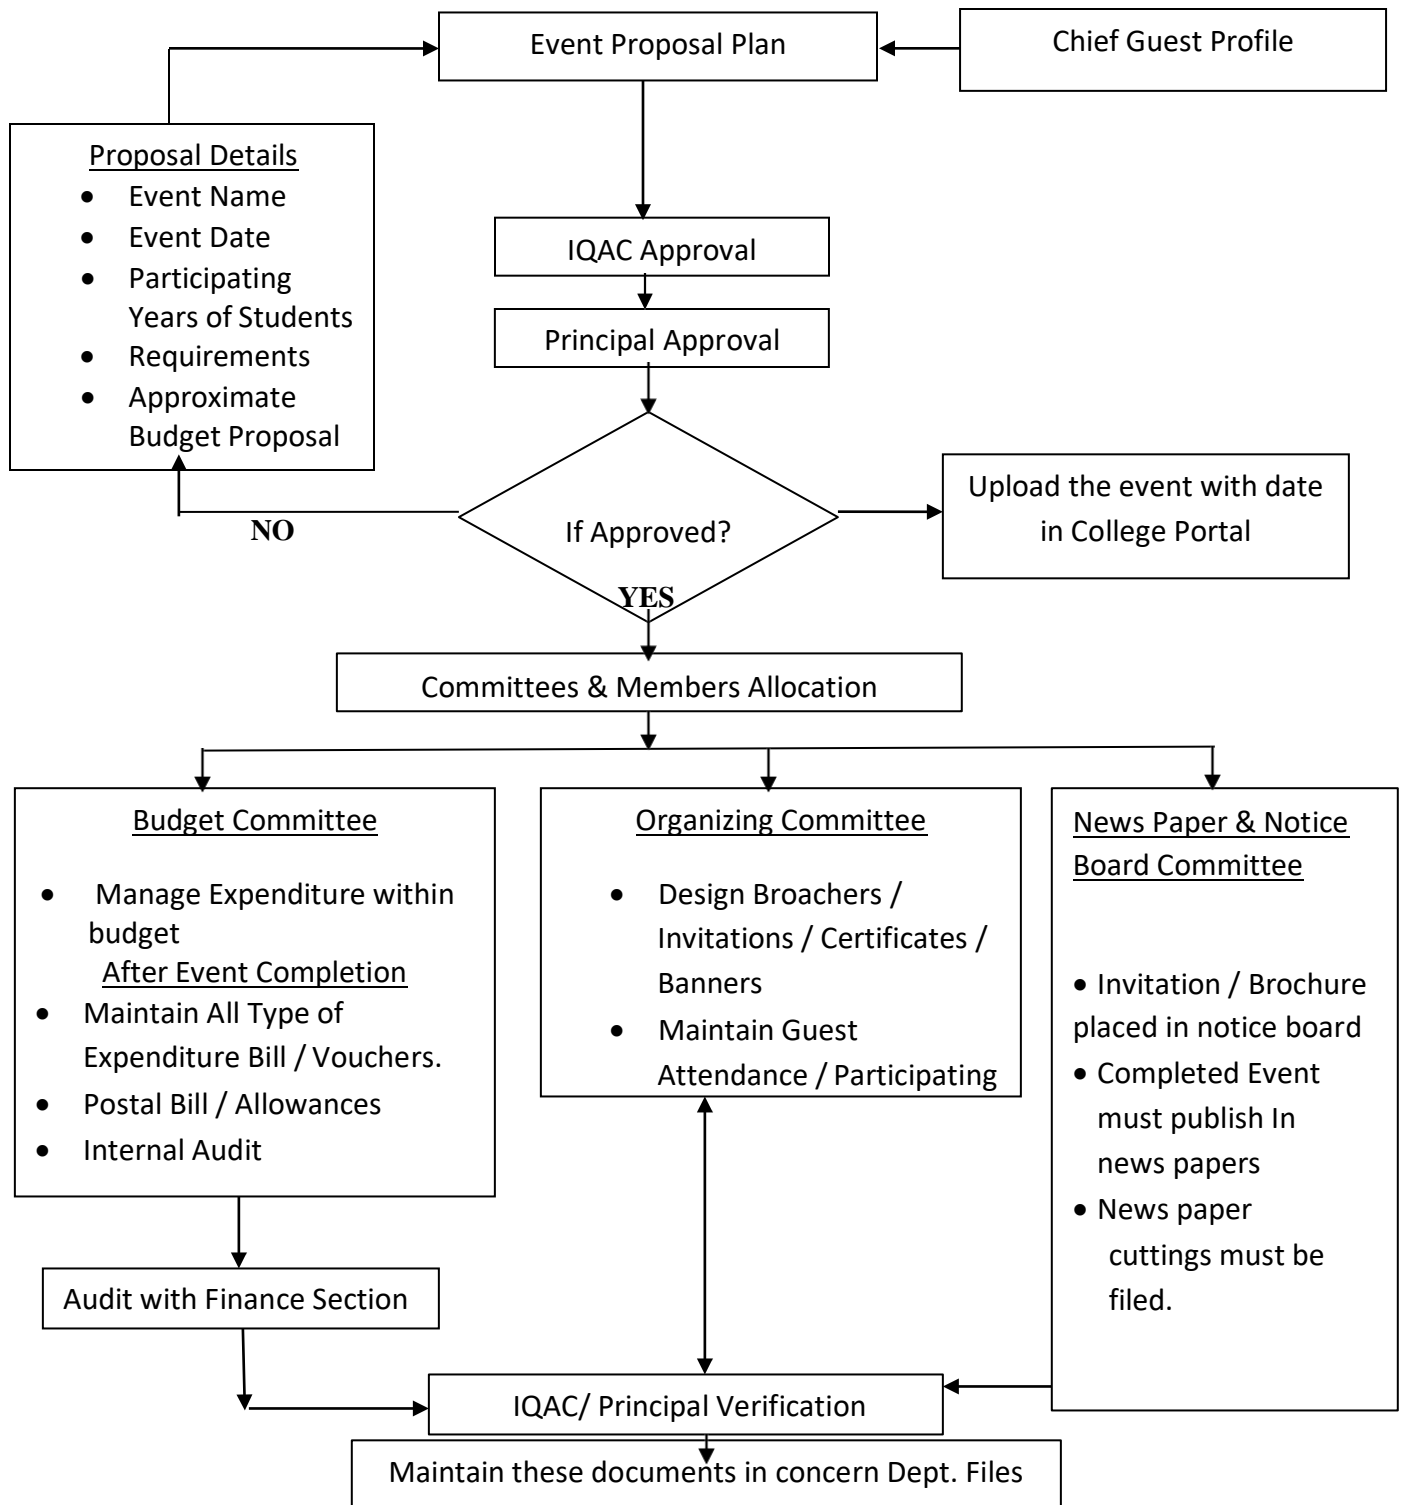 Event Proposal Plan
Chief Guest Profile
Proposal Details
• Event Name
• Event Date
• Participating
Years of Students
• Requirements
• Approximate
Budget Proposal
IQAC Approval
Principal Approval
If Approved?
NO
YES
Upload the event with date
in College Portal
Committees & Members Allocation
Budget Committee
• Manage Expenditure within
budget
After Event Completion
• Maintain All Type of
Expenditure Bill / Vouchers.
• Postal Bill / Allowances
• Internal Audit
Organizing Committee
• Design Broachers /
Invitations / Certificates /
Banners
• Maintain Guest
Attendance / Participating
News Paper & Notice
Board Committee
• Invitation / Brochure
placed in notice board
• Completed Event
must publish In
news papers
• News paper
cuttings must be
filed.
Audit with Finance Section
IQAC/ Principal Verification
Maintain these documents in concern Dept. Files